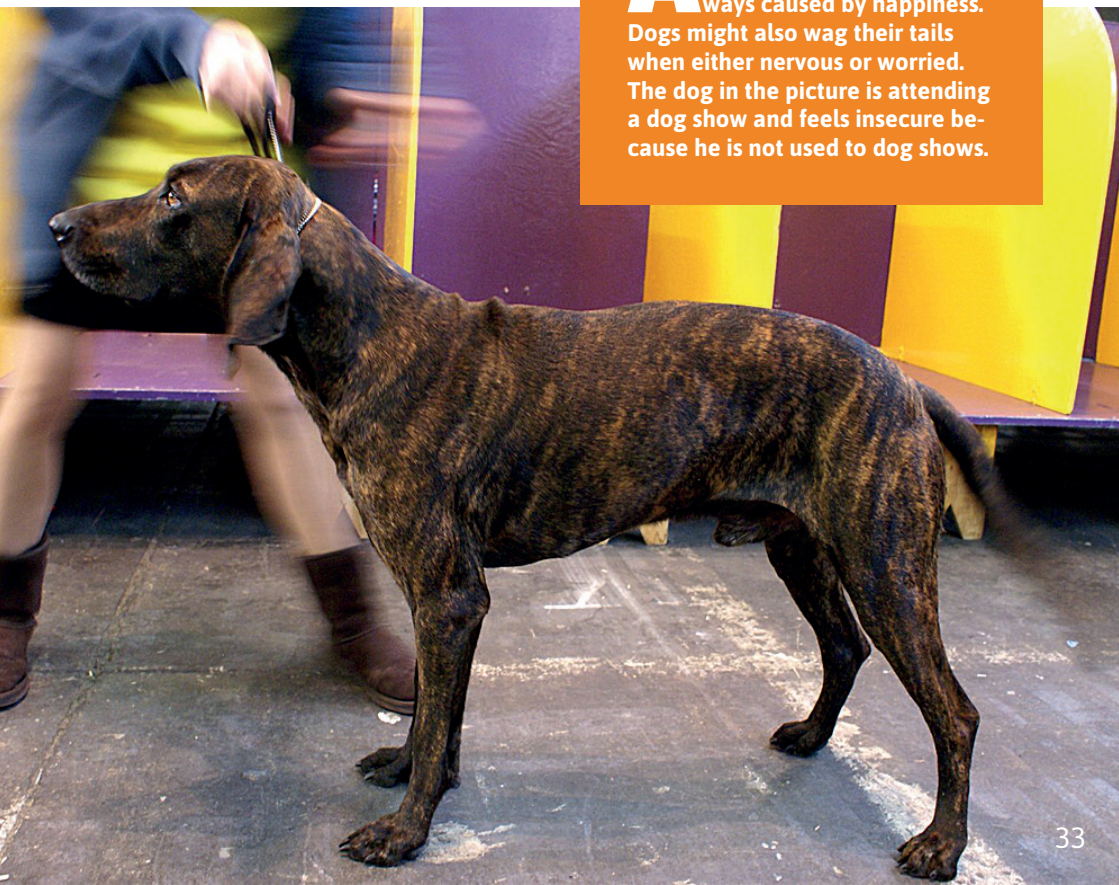 ways caused by happiness.
Dogs might also wag their tails
when either nervous or worried.
The dog in the picture is attending
a dog show and feels insecure be-
cause he is not used to dog shows.
33